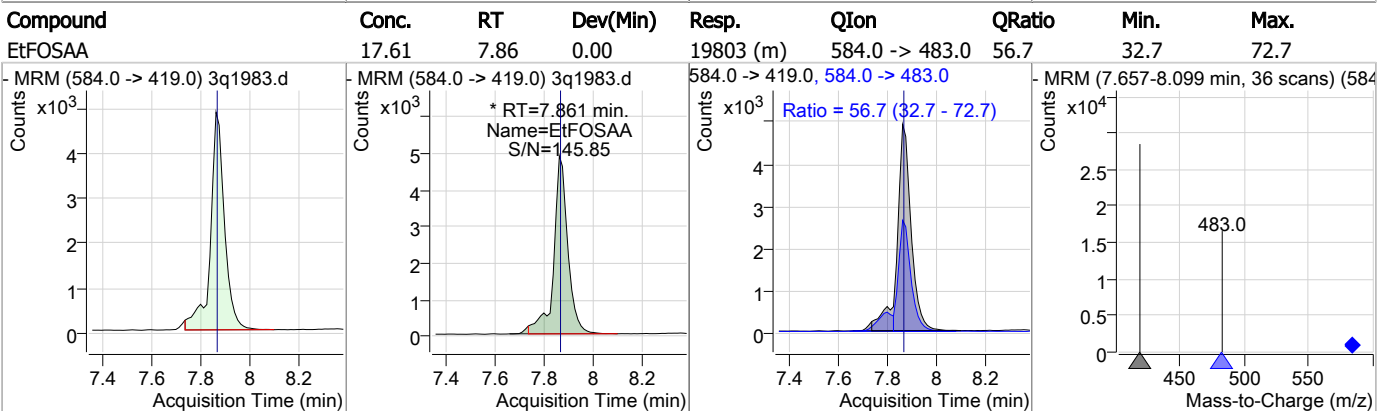 Compound Conc. RT Dev(Min) Resp. QIon QRatio Min. Max.
EtFOSAA 17.61 7.86 0.00 19803 (m) 584.0 -> 483.0 56.7 32.7 72.7
- MRM (584.0 -> 419.0) 3q1983.d
Counts
x10³
4
3
2
1
0
7.4 7.6 7.8 8 8.2
Acquisition Time (min)
- MRM (584.0 -> 419.0) 3q1983.d
Counts
x10³
* RT=7.861 min.
Name=EtFOSAA
S/N=145.85
5
4
3
2
1
0
7.4 7.6 7.8 8 8.2
Acquisition Time (min)
584.0 -> 419.0, 584.0 -> 483.0
Counts
x10³
Ratio = 56.7 (32.7 - 72.7)
4
3
2
1
0
7.4 7.6 7.8 8 8.2
Acquisition Time (min)
- MRM (7.657-8.099 min, 36 scans) (584
Counts
x10⁴
2.5
2
1.5
1
0.5
0
483.0
450 500 550
Mass-to-Charge (m/z)